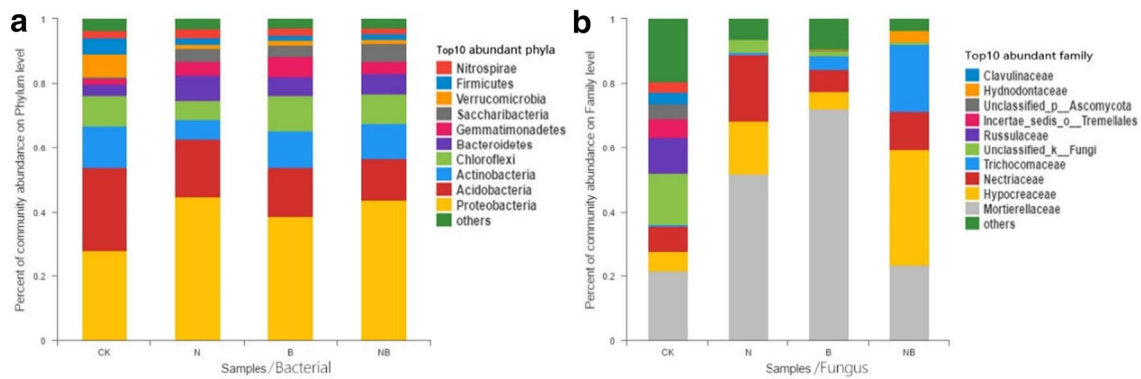 a
Percent of community abundance on Phylum level
1
0.8
0.6
0.4
0.2
0
CK
N
B
NB
Samples /Bacterial
Top10 abundant phyla
Nitrospirae
Firmicutes
Verrucomicrobia
Saccharibacteria
Gemmatimonadetes
Bacteroidetes
Chloroflexi
Actinobacteria
Acidobacteria
Proteobacteria
others
b
Percent of community abundance on Family level
1
0.8
0.6
0.4
0.2
0
CK
N
B
NB
Samples /Fungus
Top10 abundant family
Clavulinaceae
Hydnodontaceae
Unclassified_p__Ascomycota
Incertae_sedis_o__Tremellales
Russulaceae
Unclassified_k__Fungi
Trichocomaceae
Nectriaceae
Hypocreaceae
Mortierellaceae
others